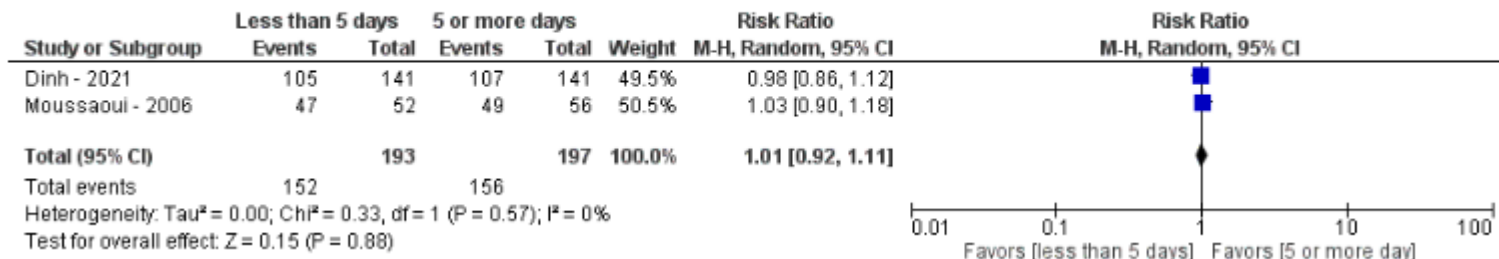 Less than 5 days 5 or more days Risk Ratio Risk Ratio
Study or Subgroup Events Total Events Total Weight M-H, Random, 95% CI M-H, Random, 95% CI
Dinh - 2021 105 141 107 141 49.5% 0.98 [0.86, 1.12]
Moussaoui - 2006 47 52 49 56 50.5% 1.03 [0.90, 1.18]
Total (95% CI) 193 197 100.0% 1.01 [0.92, 1.11]
Total events 152 156
Heterogeneity: Tau² = 0.00; Chi² = 0.33, df = 1 (P = 0.57); I² = 0%
Test for overall effect: Z = 0.15 (P = 0.88)
0.01 0.1 1 10 100
Favors [less than 5 days] Favors [5 or more day]